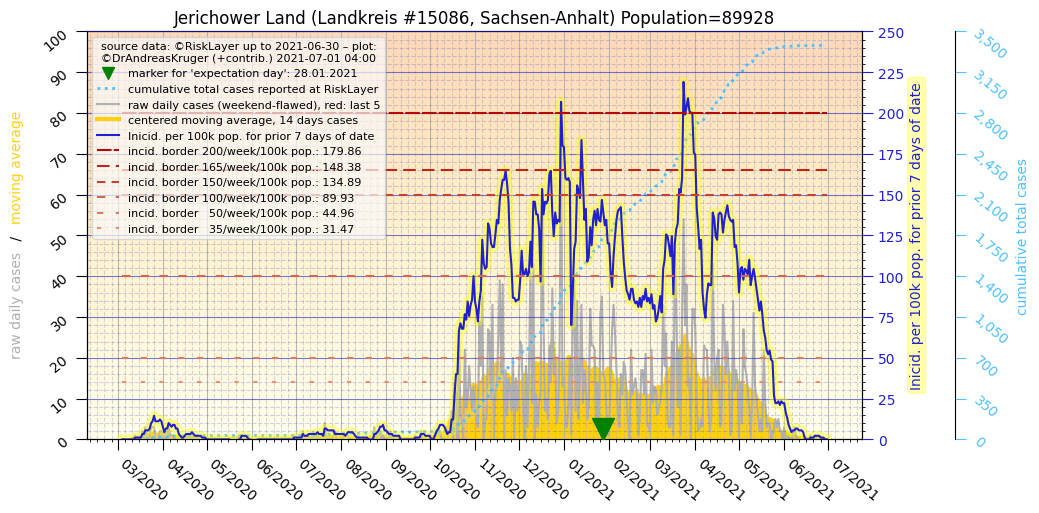 Jerichower Land (Landkreis #15086, Sachsen-Anhalt) Population=89928
source data: ©RiskLayer up to 2021-06-30 – plot:
©DrAndreasKruger (+contrib.) 2021-07-01 04:00
marker for 'expectation day': 28.01.2021
cumulative total cases reported at RiskLayer
raw daily cases (weekend-flawed), red: last 5
centered moving average, 14 days cases
Inicid. per 100k pop. for prior 7 days of date
incid. border 200/week/100k pop.: 179.86
incid. border 165/week/100k pop.: 148.38
incid. border 150/week/100k pop.: 134.89
incid. border 100/week/100k pop.: 89.93
incid. border   50/week/100k pop.: 44.96
incid. border   35/week/100k pop.: 31.47
raw daily cases / moving average
100
90
80
70
60
50
40
30
20
10
0
03/2020
04/2020
05/2020
06/2020
07/2020
08/2020
09/2020
10/2020
11/2020
12/2020
01/2021
02/2021
03/2021
04/2021
05/2021
06/2021
07/2021
250
225
200
175
150
125
100
75
50
25
0
Inicid. per 100k pop. for prior 7 days of date
3,500
3,150
2,800
2,450
2,100
1,750
1,400
1,050
700
350
0
cumulative total cases